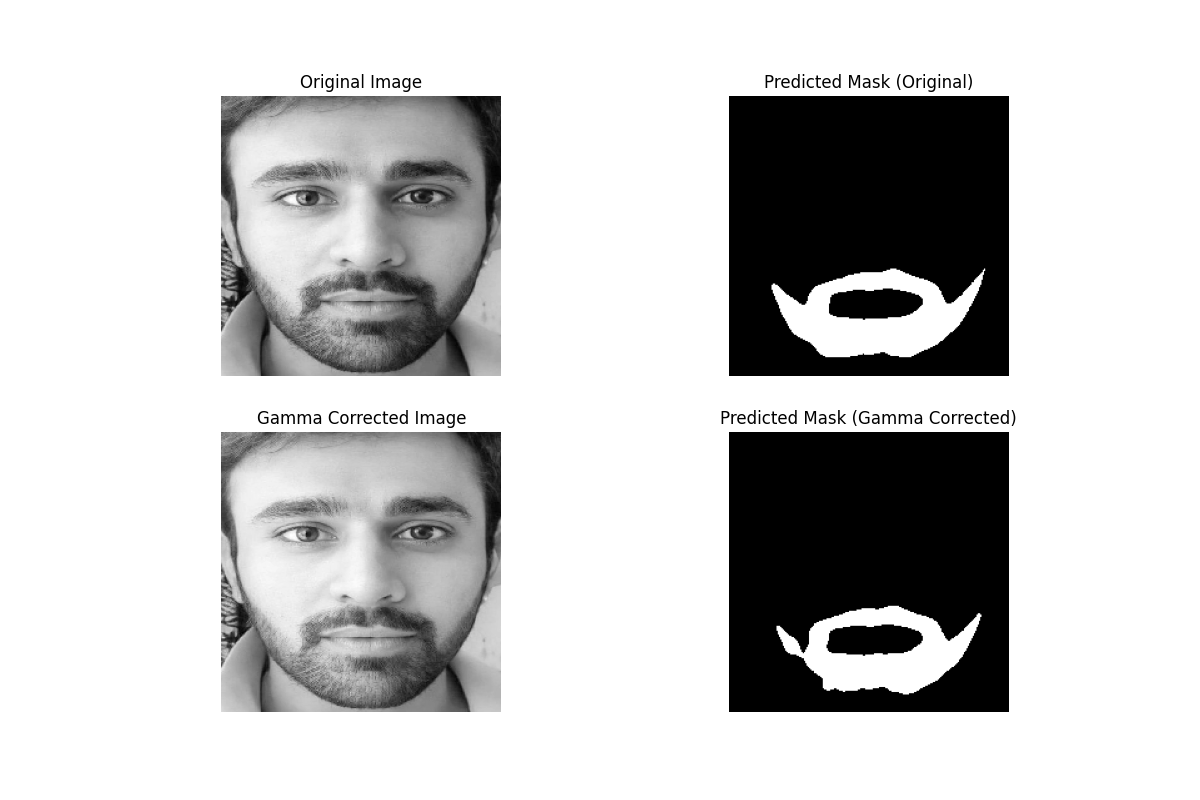 Original Image
Predicted Mask (Original)
Gamma Corrected Image
Predicted Mask (Gamma Corrected)